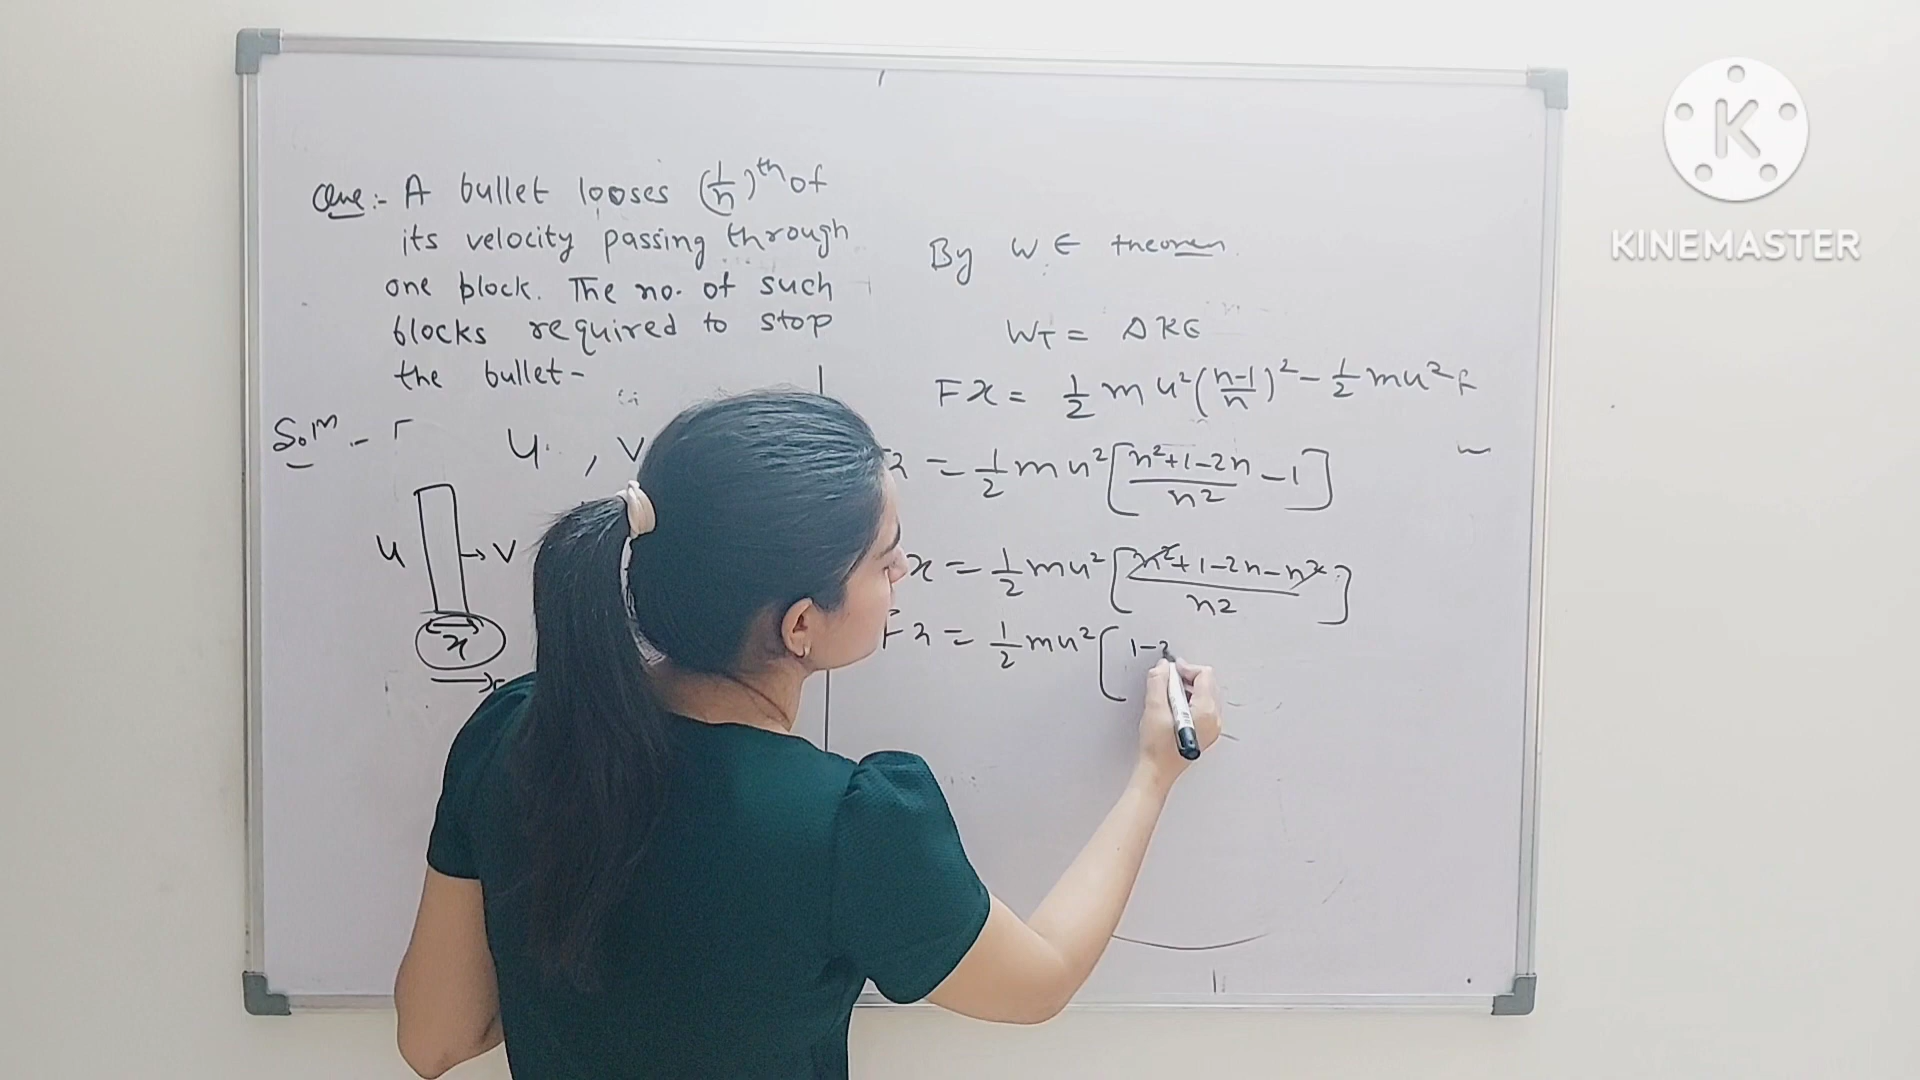 Que:- A bullet looses (1/n)th of
its velocity passing through
one block. The no. of such
blocks required to stop
the bullet-
Soln -
U , V
U → V
x
By W E theorem
WT = ΔKE
Fx = 1/2 m u² (n-1/n)² - 1/2 mu²
= 1/2 mu² [n²+1-2n/n² -1]
x = 1/2 mu² [n²+1-2n-n²/n2]
Fx = 1/2 mu² [1-2
K
KINEMASTER